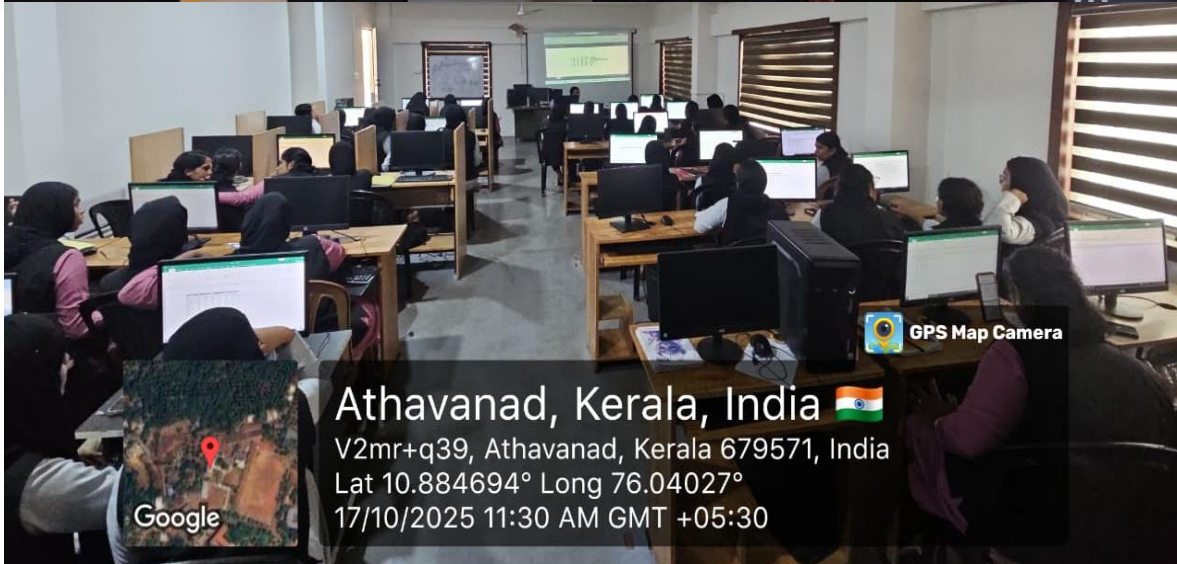 GPS Map Camera
Athavanad, Kerala, India
V2mr+q39, Athavanad, Kerala 679571, India
Lat 10.884694° Long 76.04027°
17/10/2025 11:30 AM GMT +05:30
Google